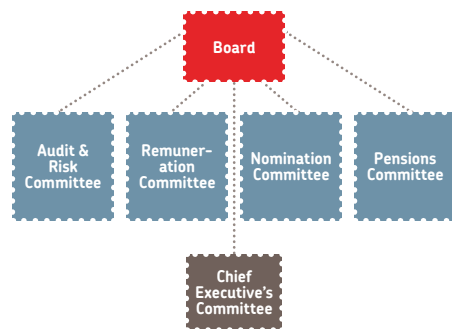 Board
Audit &
Risk
Committee
Remuner-
ation
Committee
Nomination
Committee
Pensions
Committee
Chief
Executive's
Committee